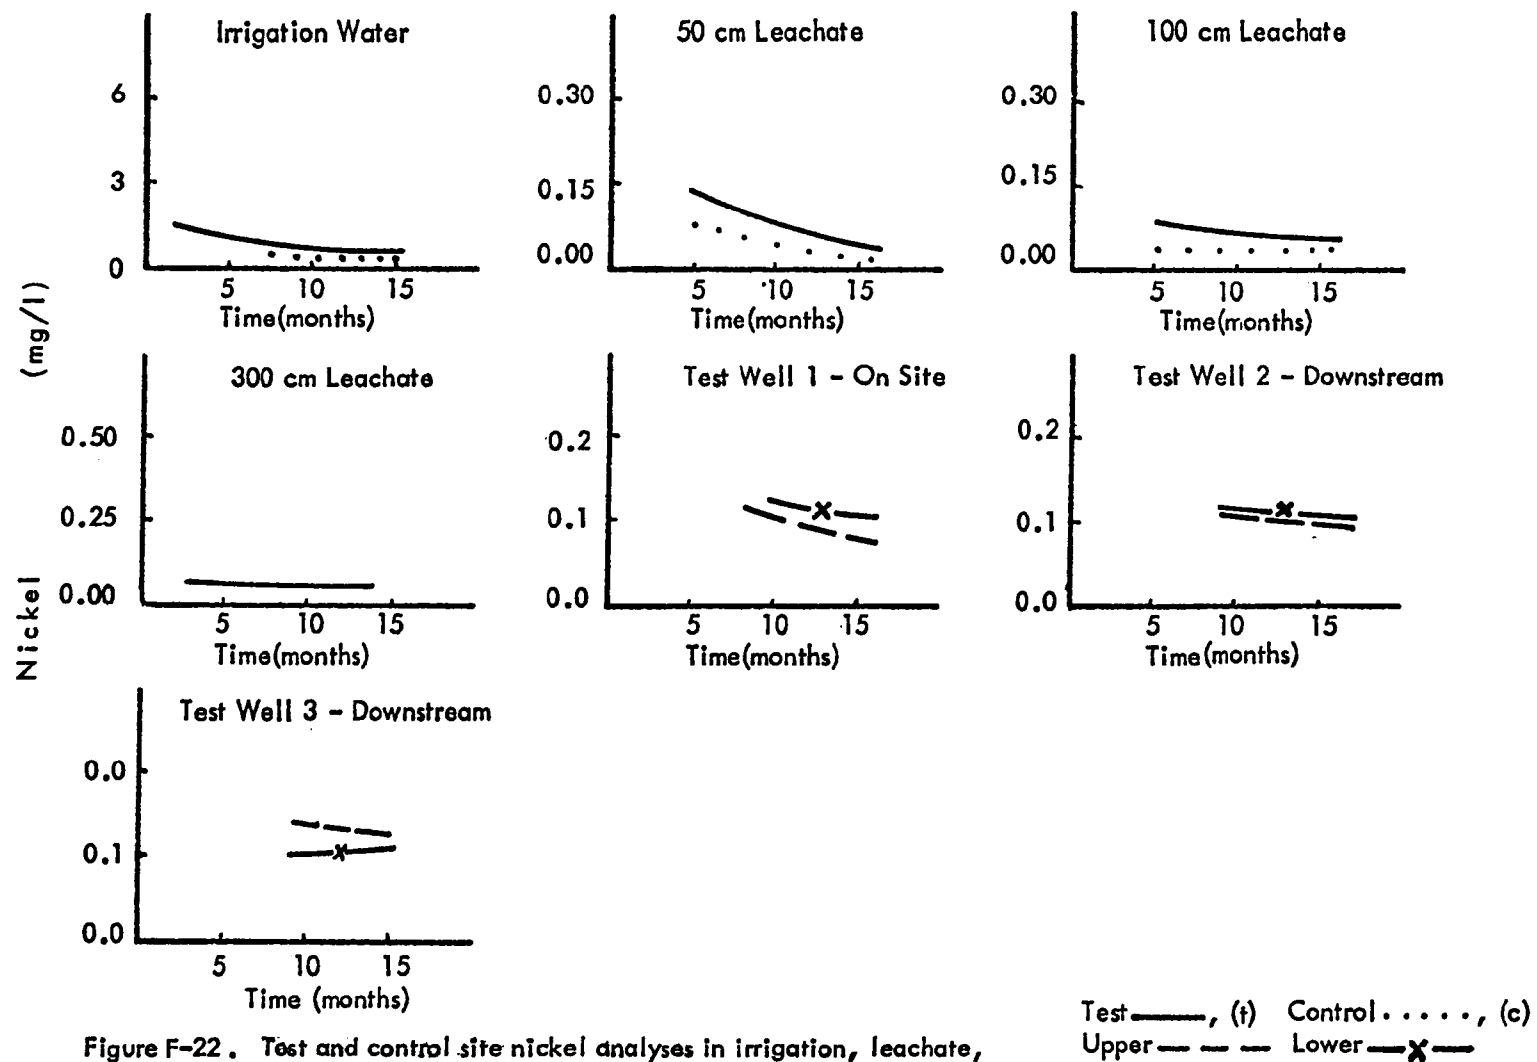 Irrigation Water
6
3
0
5 10 15
Time(months)
50 cm Leachate
0.30
0.15
0.00
5 10 15
Time(months)
100 cm Leachate
0.30
0.15
0.00
5 10 15
Time(months)
Nickel (mg/l)
300 cm Leachate
0.50
0.25
0.00
5 10 15
Time(months)
Test Well 1 - On Site
0.2
0.1
0.0
5 10 15
Time(months)
Test Well 2 - Downstream
0.2
0.1
0.0
5 10 15
Time(months)
Test Well 3 - Downstream
0.0
0.1
0.0
5 10 15
Time (months)
Test, (t) Control ....., (c)
Upper — — — Lower —x—
Figure F-22. Test and control site nickel analyses in irrigation, leachate,